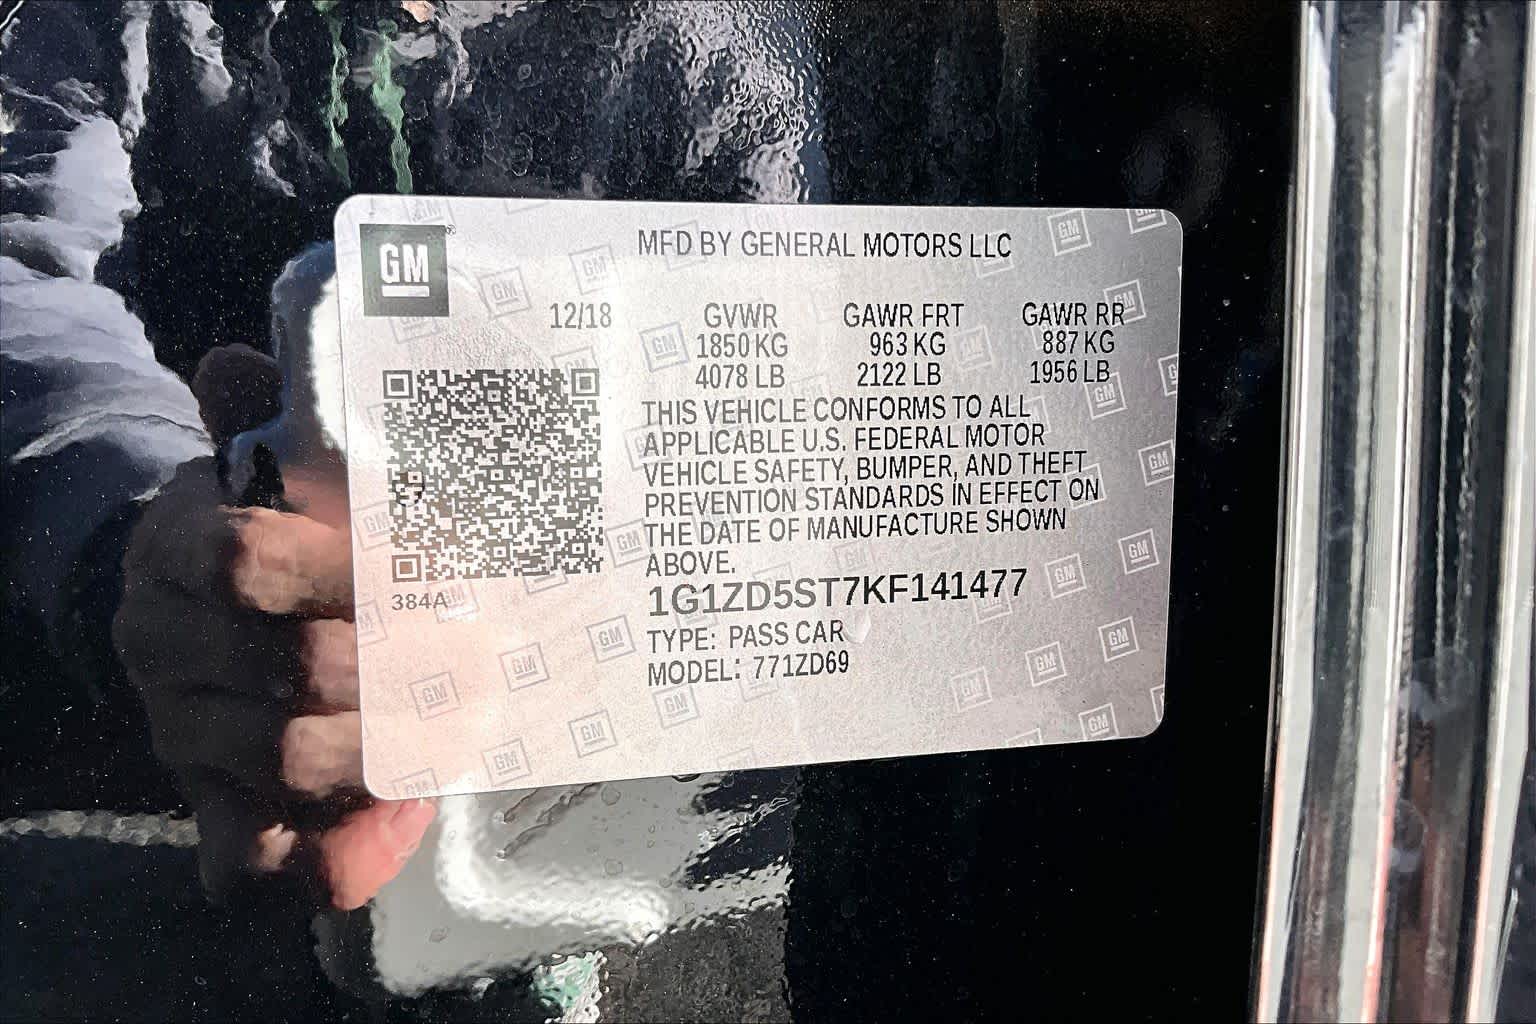 GM
MFD BY GENERAL MOTORS LLC
12/18 GVWR GAWR FRT GAWR RR
1850 KG 963 KG 887 KG
4078 LB 2122 LB 1956 LB
THIS VEHICLE CONFORMS TO ALL
APPLICABLE U.S. FEDERAL MOTOR
VEHICLE SAFETY, BUMPER, AND THEFT
PREVENTION STANDARDS IN EFFECT ON
THE DATE OF MANUFACTURE SHOWN
ABOVE.
384A
1G1ZD5ST7KF141477
TYPE: PASS CAR
MODEL: 771ZD69